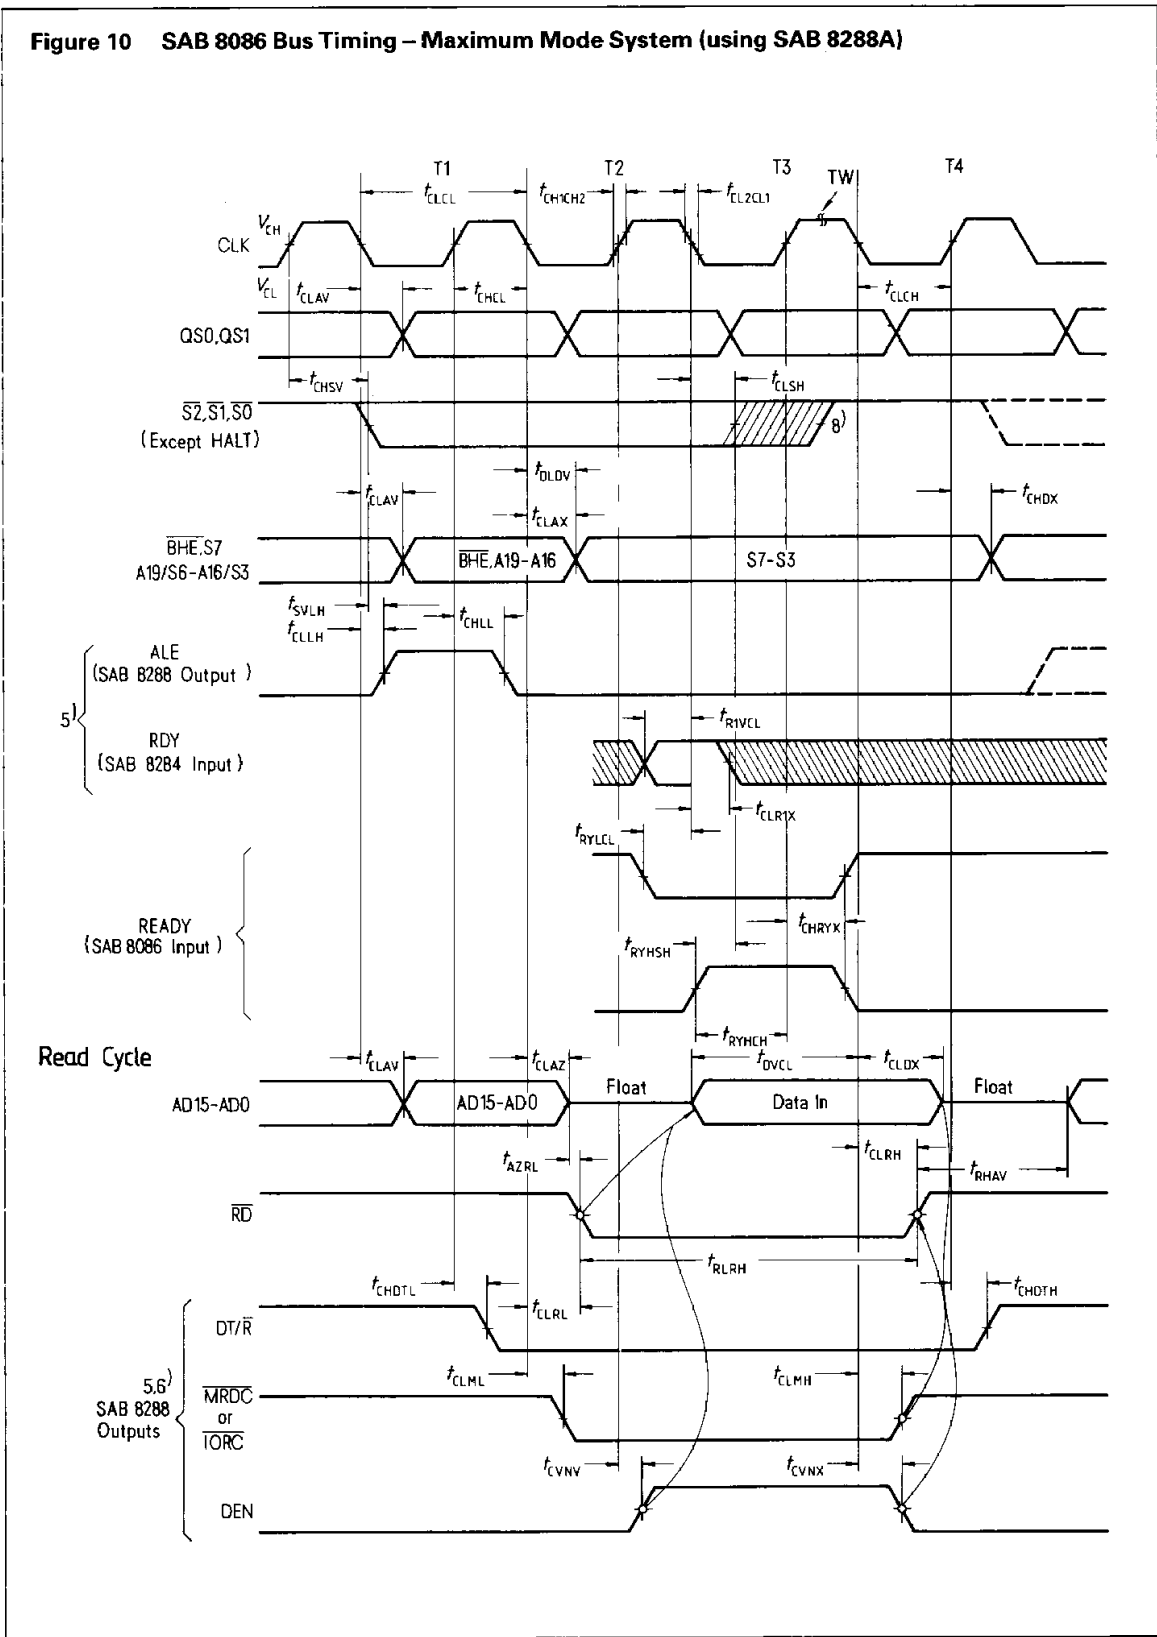 Figure 10 SAB 8086 Bus Timing – Maximum Mode System (using SAB 8288A)
T1 T2 T3 TW T4
tCLCL tCH1CH2 tCL2CL1
VCH
CLK
VCL tCLAV tCHCL tCLCH
QS0,QS1
tCHSV tCLSH
S2,S1,S0
(Except HALT)
8)
tDLDV
tCLAV tCLAX tCHDX
BHE,S7
A19/S6-A16/S3
BHE,A19-A16 S7-S3
tSVLH
tCLLH tCHLL
ALE
(SAB 8288 Output)
5)
tR1VCL
RDY
(SAB 8284 Input)
tCLR1X
tRYLCL
READY
(SAB 8086 Input)
tCHRYX
tRYHSH
tRYHCH
Read Cycle
tCLAV tCLAZ tDVCL tCLDX
AD15-AD0 AD15-AD0 Float Data In Float
tAZRL tCLRH tRHAV
RD
tRLRH
tCHDTL tCLRL tCHDTH
DT/R
tCLML tCLMH
5,6)
SAB 8288
Outputs
MRDC
or
IORC
tCVNV tCVNX
DEN